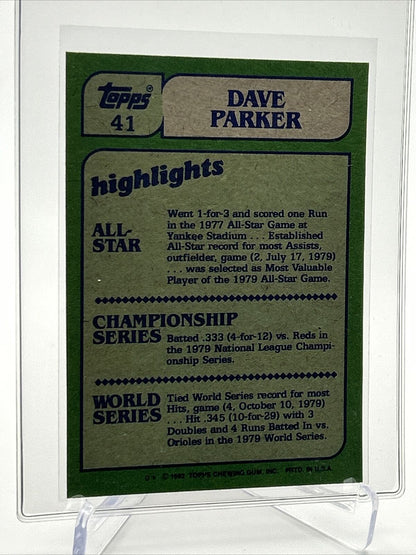 topps®
41
DAVE
PARKER
highlights
ALL-
STAR
Went 1-for-3 and scored one Run
in the 1977 All-Star Game at
Yankee Stadium . . . Established
All-Star record for most Assists,
outfielder, game (2, July 17, 1979)
. . . was selected as Most Valuable
Player of the 1979 All-Star Game.
CHAMPIONSHIP
SERIES
Batted .333 (4-for-12) vs. Reds in
the 1979 National League Champi-
onship Series.
WORLD
SERIES
Tied World Series record for most
Hits, game (4, October 10, 1979)
. . . Hit .345 (10-for-29) with 3
Doubles and 4 Runs Batted In vs.
Orioles in the 1979 World Series.
© 1982 TOPPS CHEWING GUM, INC. PRTD. IN U.S.A.